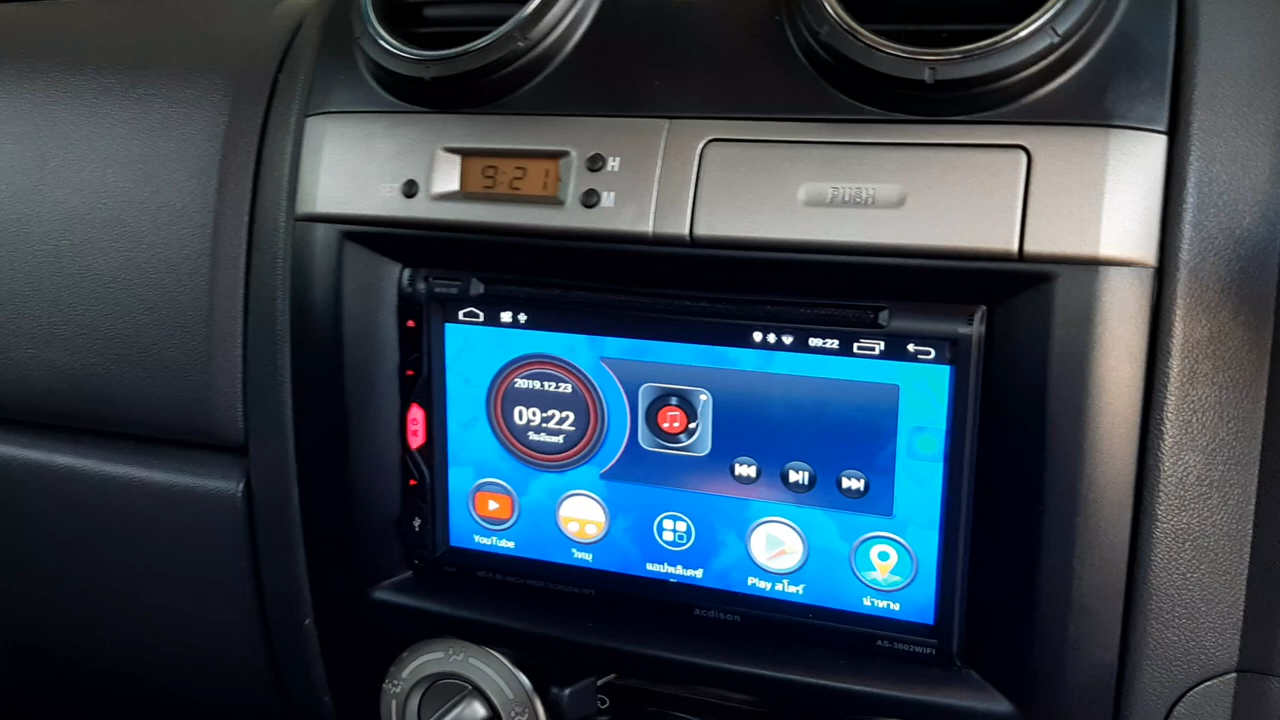 9:21
H
M
PUSH
09:22
2019.12.23
09:22
วันจันทร์
YouTube
วิทยุ
แอปพลิเคชั
Play สโตร์
นำทาง
acdison
AS-3802WIFI